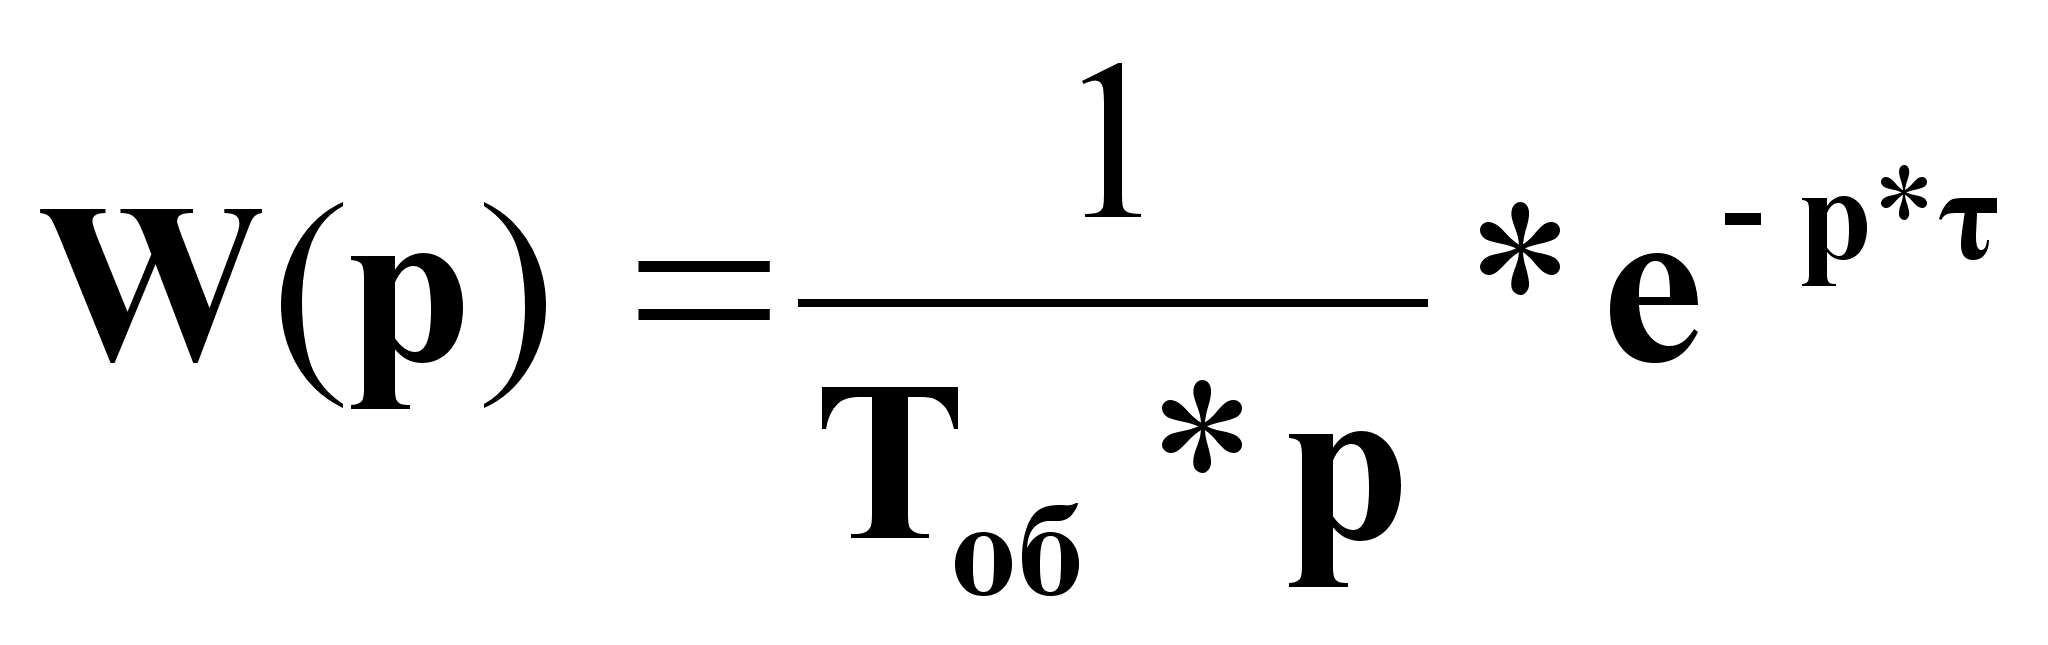 W(p) = 1 / (Tоб * p) * e^(- p*τ)